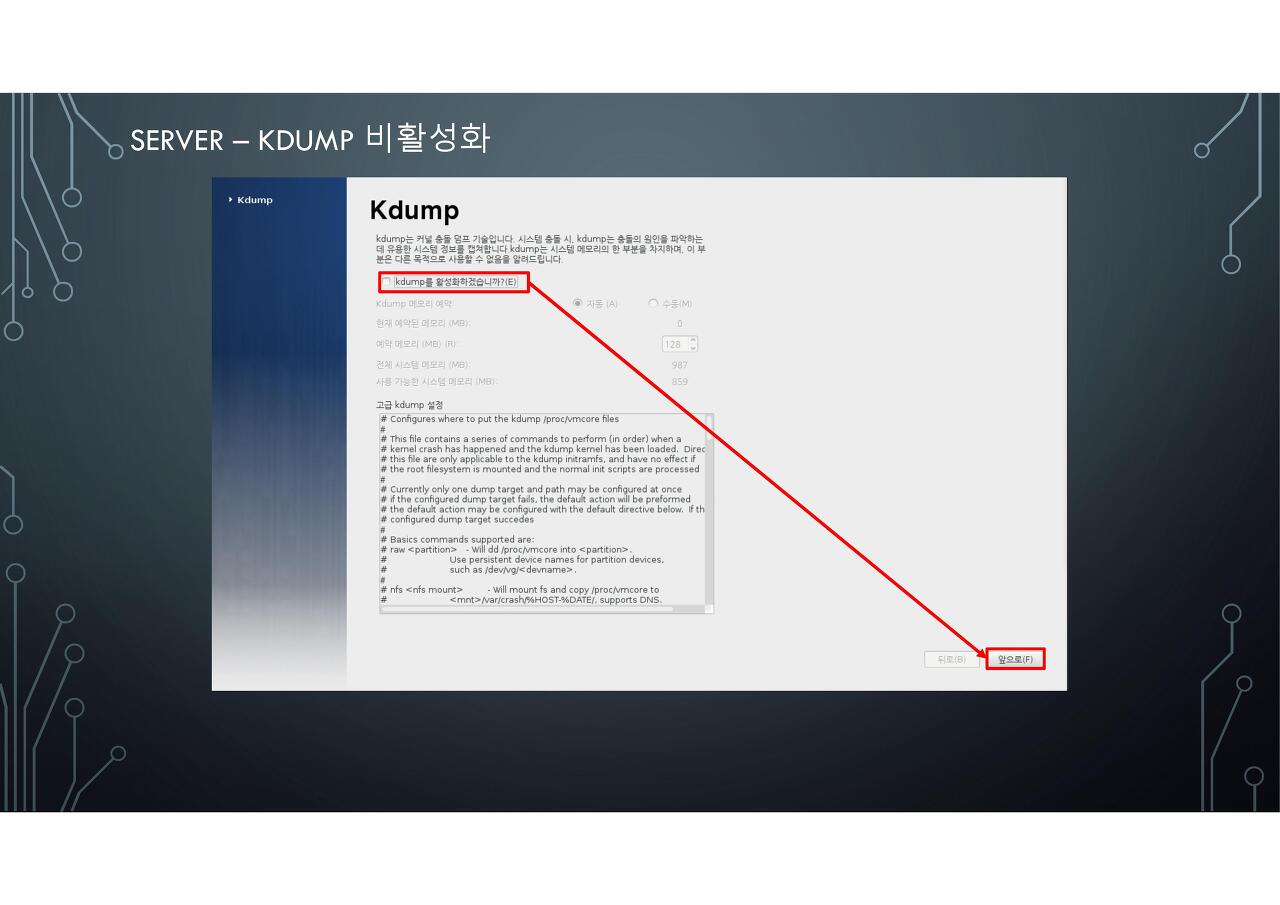 SERVER – KDUMP 비활성화
Kdump
Kdump
kdump는 커널 충돌 덤프 기술입니다. 시스템 충돌 시, kdump는 충돌의 원인을 파악하는
데 유용한 시스템 정보를 캡쳐합니다 kdump는 시스템 메모리의 한 부분을 차지하며, 이 부
분은 다른 목적으로 사용할 수 없음을 알려드립니다.
kdump를 활성화하겠습니까?(E)
Kdump 메모리 예약: 자동 (A) 수동(M)
현재 예약된 메모리 (MB): 0
예약 메모리 (MB) (R): 128
전체 시스템 메모리 (MB): 987
사용 가능한 시스템 메모리 (MB): 859
고급 kdump 설정
# Configures where to put the kdump /proc/vmcore files
#
# This file contains a series of commands to perform (in order) when a
# kernel crash has happened and the kdump kernel has been loaded. Direc
# this file are only applicable to the kdump initramfs, and have no effect if
# the root filesystem is mounted and the normal init scripts are processed
#
# Currently only one dump target and path may be configured at once
# if the configured dump target fails, the default action will be preformed
# the default action may be configured with the default directive below. If th
# configured dump target succedes
#
# Basics commands supported are:
# raw <partition> - Will dd /proc/vmcore into <partition>.
# Use persistent device names for partition devices,
# such as /dev/vg/<devname>.
#
# nfs <nfs mount> - Will mount fs and copy /proc/vmcore to
# <mnt>/var/crash/%HOST-%DATE/, supports DNS.
뒤로(B) 앞으로(F)